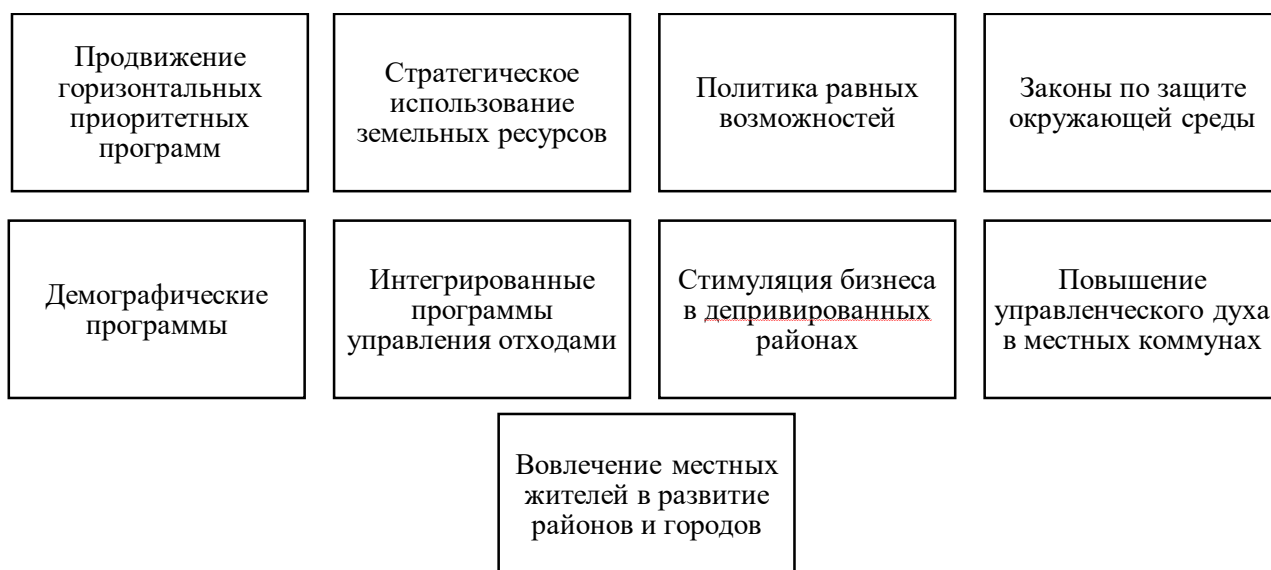 Продвижение
горизонтальных
приоритетных
программ
Стратегическое
использование
земельных ресурсов
Политика равных
возможностей
Законы по защите
окружающей среды
Демографические
программы
Интегрированные
программы
управления отходами
Стимуляция бизнеса
в депривированных
районах
Повышение
управленческого духа
в местных коммунах
Вовлечение местных
жителей в развитие
районов и городов